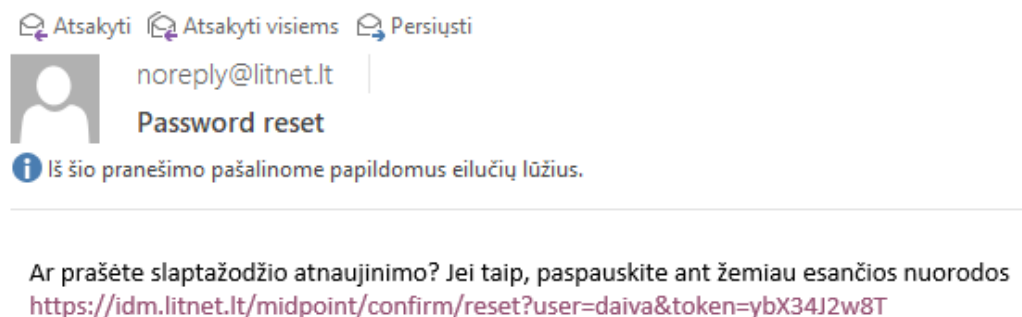 Atsakyti Atsakyti visiems Persiųsti
noreply@litnet.lt
Password reset
Iš šio pranešimo pašalinome papildomus eilučių lūžius.
Ar prašėte slaptažodžio atnaujinimo? Jei taip, paspauskite ant žemiau esančios nuorodos
https://idm.litnet.lt/midpoint/confirm/reset?user=daiva&token=ybX34J2w8T